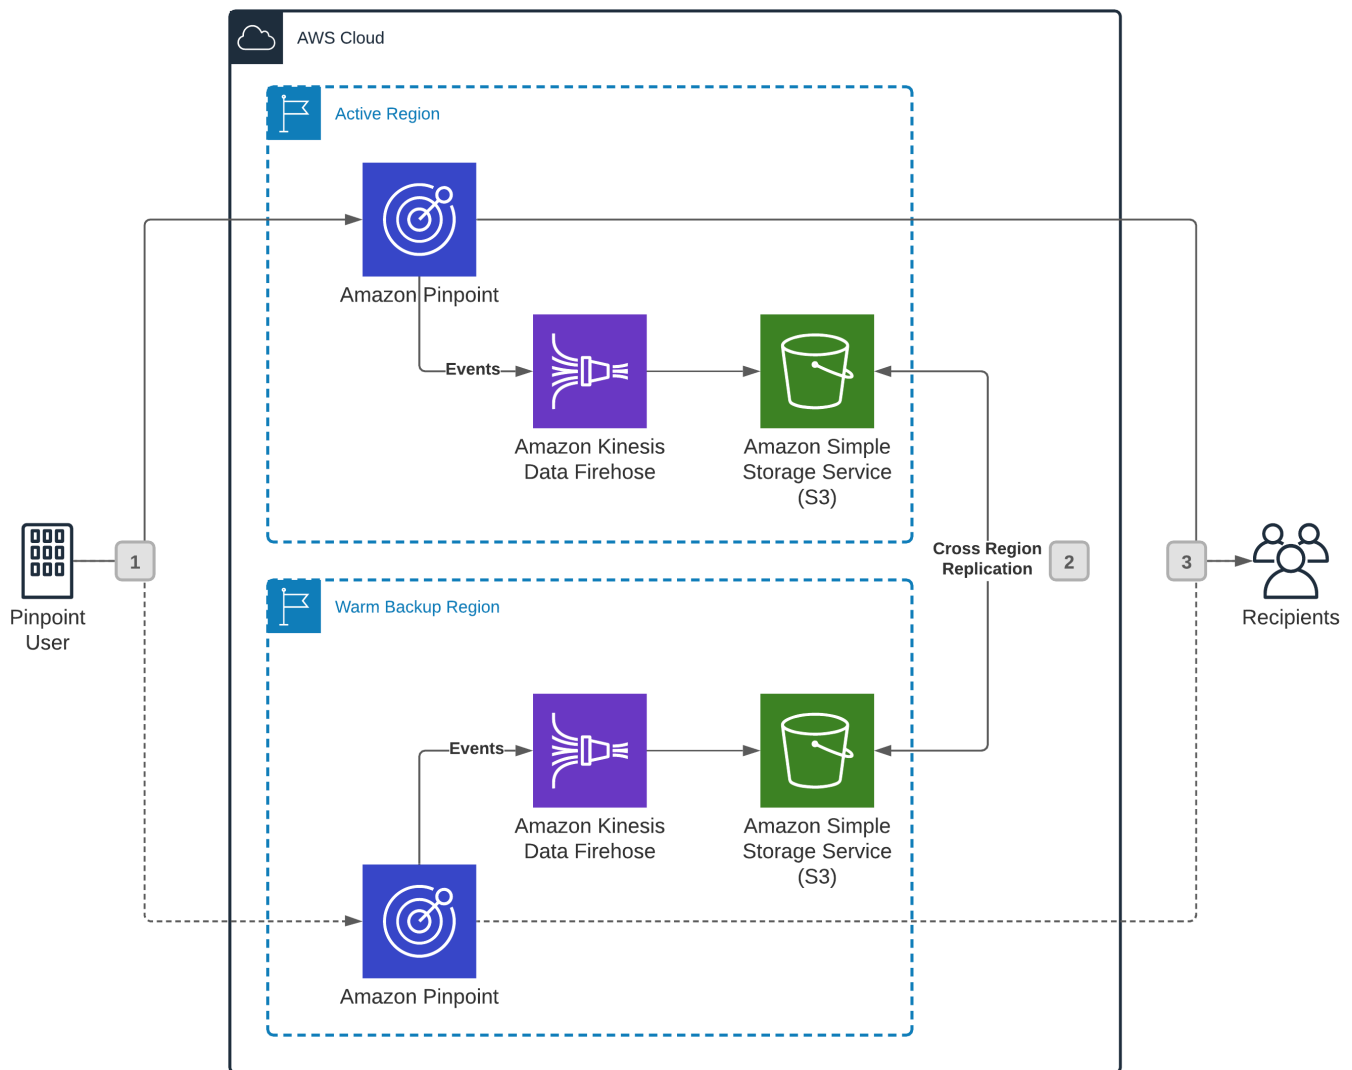 AWS Cloud
Active Region
Amazon Pinpoint
Events
Amazon Kinesis
Data Firehose
Amazon Simple
Storage Service
(S3)
Pinpoint
User
1
Cross Region
Replication
2
3
Recipients
Warm Backup Region
Events
Amazon Kinesis
Data Firehose
Amazon Simple
Storage Service
(S3)
Amazon Pinpoint